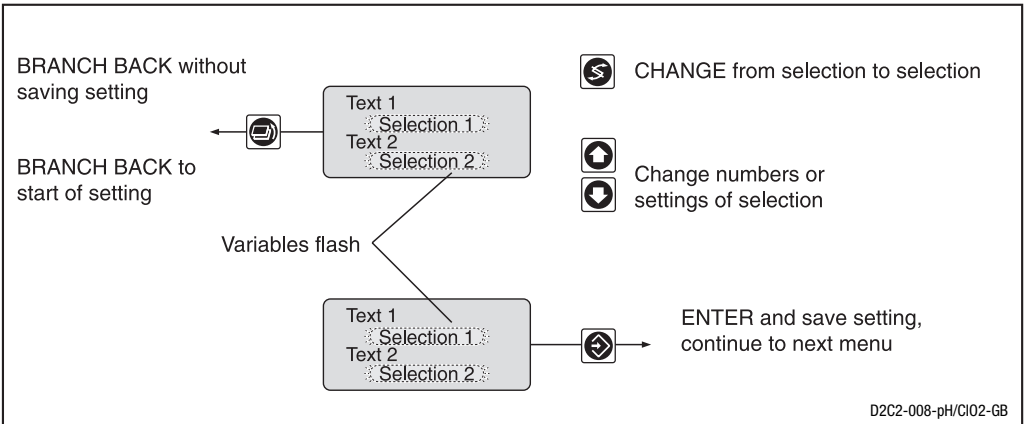 BRANCH BACK without
saving setting
BRANCH BACK to
start of setting
Text 1
Selection 1
Text 2
Selection 2
CHANGE from selection to selection
Change numbers or
settings of selection
Variables flash
Text 1
Selection 1
Text 2
Selection 2
ENTER and save setting,
continue to next menu
D2C2-008-pH/ClO2-GB